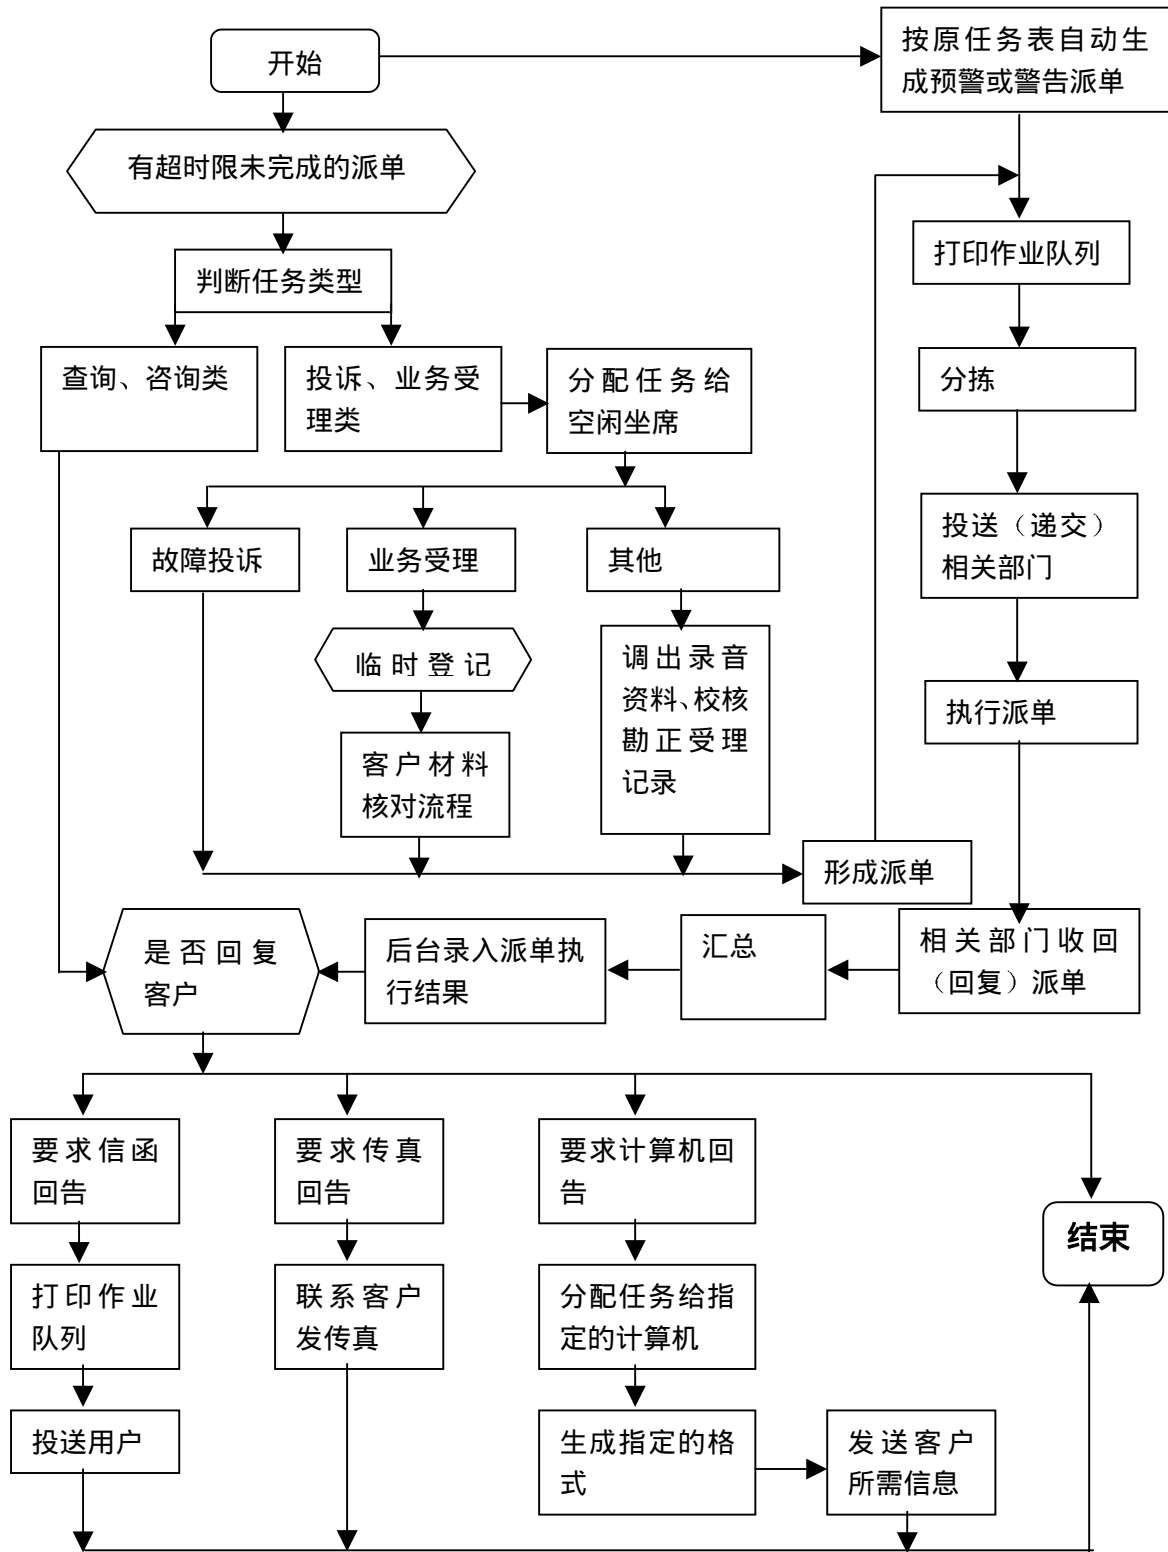 开始
按原任务表自动生
成预警或警告派单
有超时限未完成的派单
判断任务类型
打印作业队列
查询、咨询类
投诉、业务受
理类
分配任务给
空闲坐席
分拣
投送（递交）
相关部门
故障投诉
业务受理
其他
临时登记
调出录音
资料、校核
勘正受理
记录
执行派单
客户材料
核对流程
形成派单
是否回复
客户
后台录入派单执
行结果
汇总
相关部门收回
（回复）派单
要求信函
回告
要求传真
回告
要求计算机回
告
结束
打印作业
队列
联系客户
发传真
分配任务给指
定的计算机
投送用户
生成指定的格
式
发送客户
所需信息